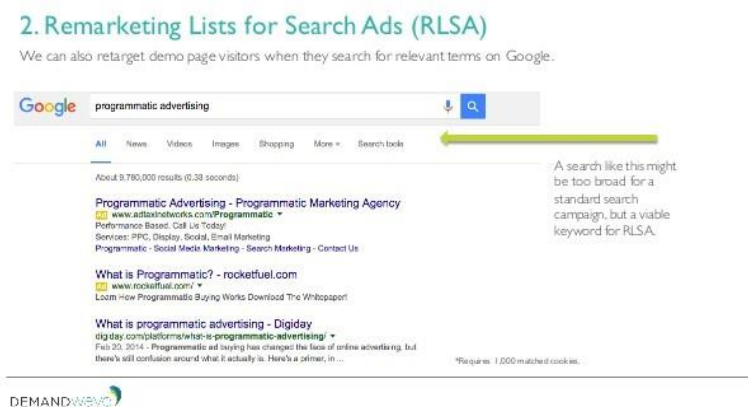 2. Remarketing Lists for Search Ads (RLSA)
We can also retarget demo page visitors when they search for relevant terms on Google.
Google programmatic advertising
All News Videos Images Shopping More Search tools
About 9,780,000 results (0.33 seconds)
Programmatic Advertising - Programmatic Marketing Agency
Ad www.adtaxinetworks.com/Programmatic
Performance Based. Call Us Today!
Services: PPC, Display, Social, Email Marketing
Programmatic - Social Media Marketing - Search Marketing - Contact Us
What is Programmatic? - rocketfuel.com
Ad www.rocketfuel.com/
Learn How Programmatic Buying Works Download The Whitepaper!
What is programmatic advertising - Digiday
digiday.com/platforms/what-is-programmatic-advertising/
Feb 20, 2014 - Programmatic ad buying has changed the face of online advertising, but
there's still confusion around what it actually is. Here's a primer, in ...
A search like this might
be too broad for a
standard search
campaign, but a viable
keyword for RLSA.
*Requires 1,000 matched cookies.
DEMANDWAVE